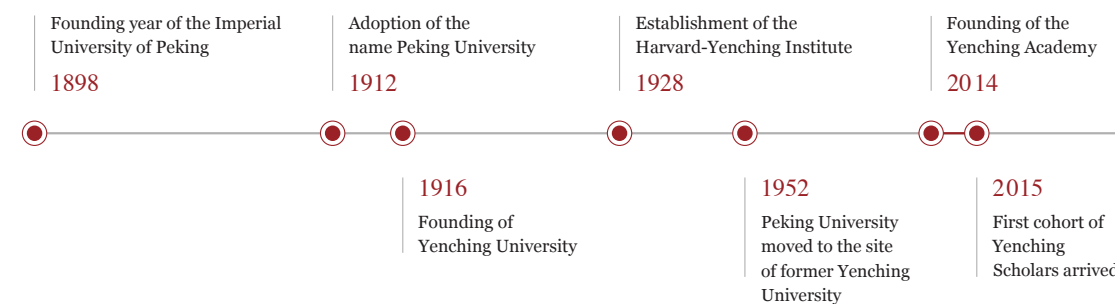 Founding year of the Imperial
University of Peking
1898
Adoption of the
name Peking University
1912
Establishment of the
Harvard-Yenching Institute
1928
Founding of the
Yenching Academy
2014
1916
Founding of
Yenching University
1952
Peking University
moved to the site
of former Yenching
University
2015
First cohort of
Yenching
Scholars arrived